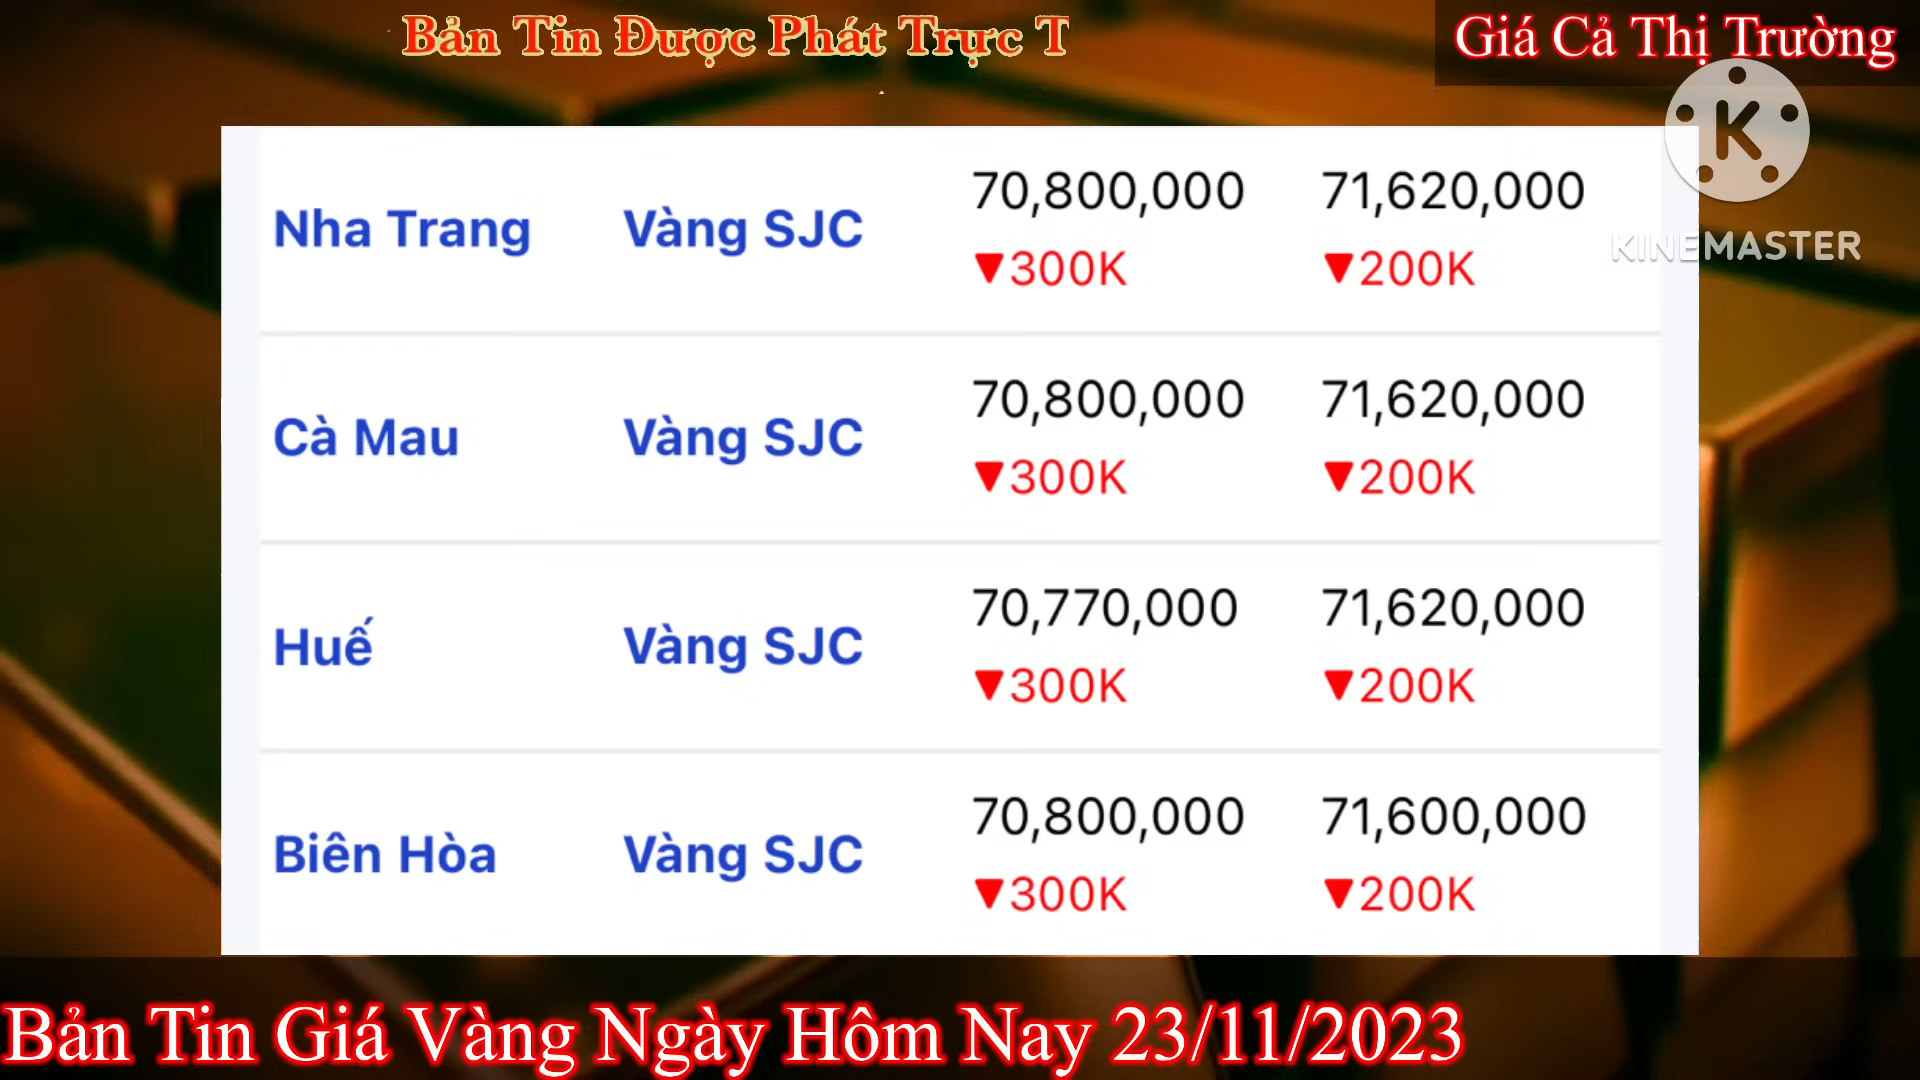 Bản Tin Được Phát Trực T
Giá Cả Thị Trường
K
KINEMASTER
Nha Trang Vàng SJC 70,800,000 71,620,000
▼300K ▼200K
Cà Mau Vàng SJC 70,800,000 71,620,000
▼300K ▼200K
Huế Vàng SJC 70,770,000 71,620,000
▼300K ▼200K
Biên Hòa Vàng SJC 70,800,000 71,600,000
▼300K ▼200K
Bản Tin Giá Vàng Ngày Hôm Nay 23/11/2023